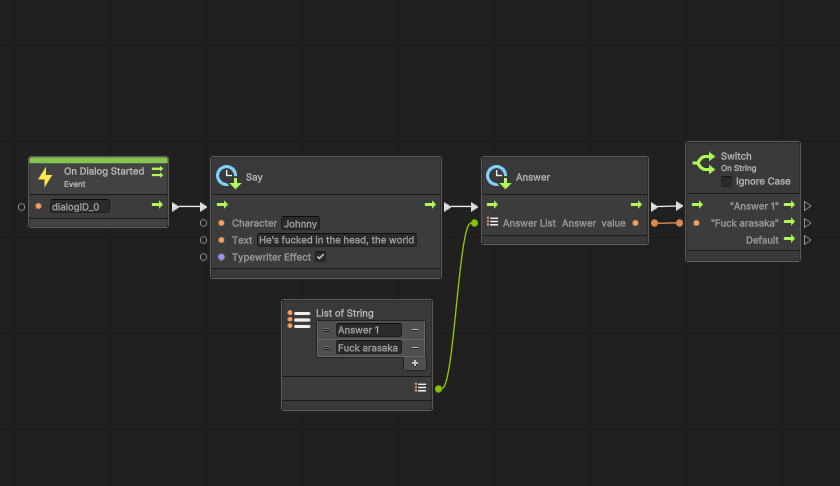 On Dialog Started
Event
dialogID_0
Say
Character Johnny
Text He's fucked in the head, the world
Typewriter Effect
List of String
Answer 1
Fuck arasaka
Answer
Answer List Answer value
Switch
On String
Ignore Case
"Answer 1"
"Fuck arasaka"
Default